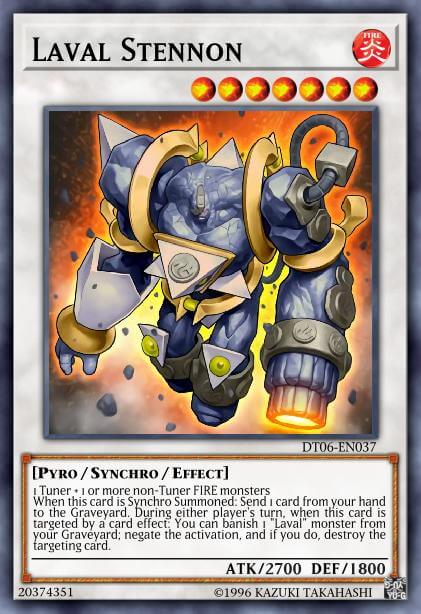 LAVAL STENNON
FIRE
炎
DT06-EN037
[PYRO / SYNCHRO / EFFECT]
1 Tuner + 1 or more non-Tuner FIRE monsters
When this card is Synchro Summoned: Send 1 card from your hand
to the Graveyard. During either player's turn, when this card is
targeted by a card effect: You can banish 1 "Laval" monster from
your Graveyard; negate the activation, and if you do, destroy
the targeting card.
ATK/2700 DEF/1800
20374351
©1996 KAZUKI TAKAHASHI